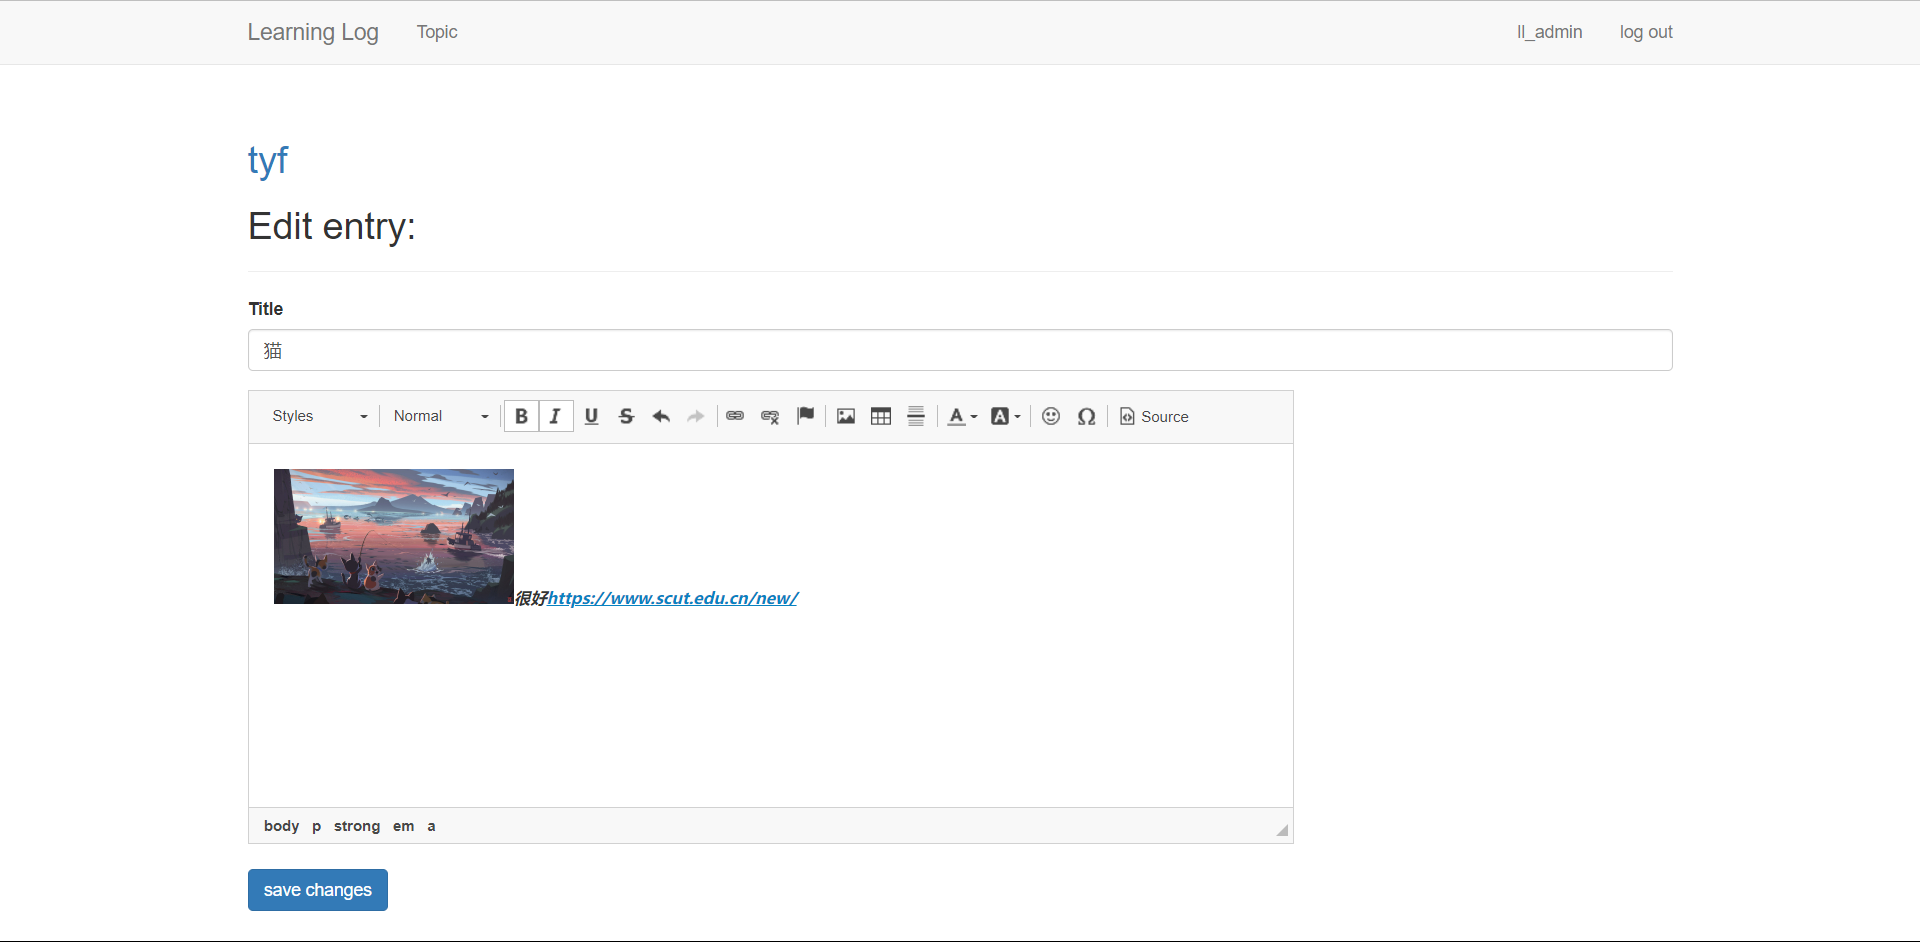 Learning Log Topic ll_admin log out
tyf
Edit entry:
Title
猫
Styles Normal B I U S A A Ω Source
很好https://www.scut.edu.cn/new/
body p strong em a
save changes